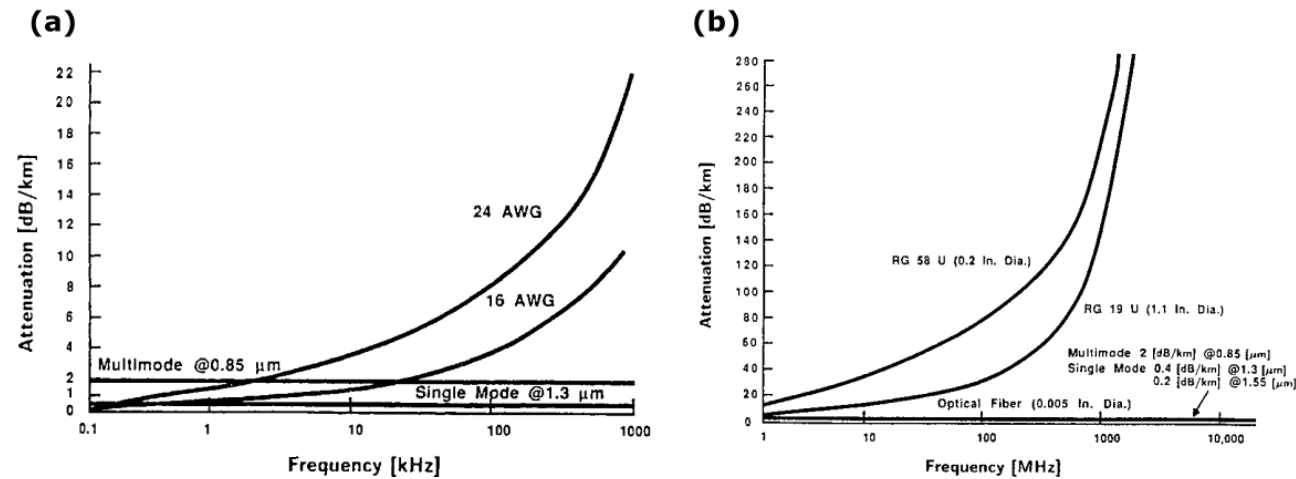 (a)
22
20
18
16
14
12
10
8
6
4
2
1
0
Attenuation [dB/km]
24 AWG
16 AWG
Multimode @0.85 μm
Single Mode @1.3 μm
0.1
1
10
100
1000
Frequency [kHz]
(b)
280
260
240
220
200
180
160
140
120
100
80
60
40
20
0
Attenuation [dB/km]
RG 58 U (0.2 In. Dia.)
RG 19 U (1.1 In. Dia.)
Multimode 2 [dB/km] @0.85 [μm]
Single Mode 0.4 [dB/km] @1.3 [μm]
0.2 [dB/km] @1.55 [μm]
Optical Fiber (0.005 In. Dia.)
1
10
100
1000
10,000
Frequency [MHz]